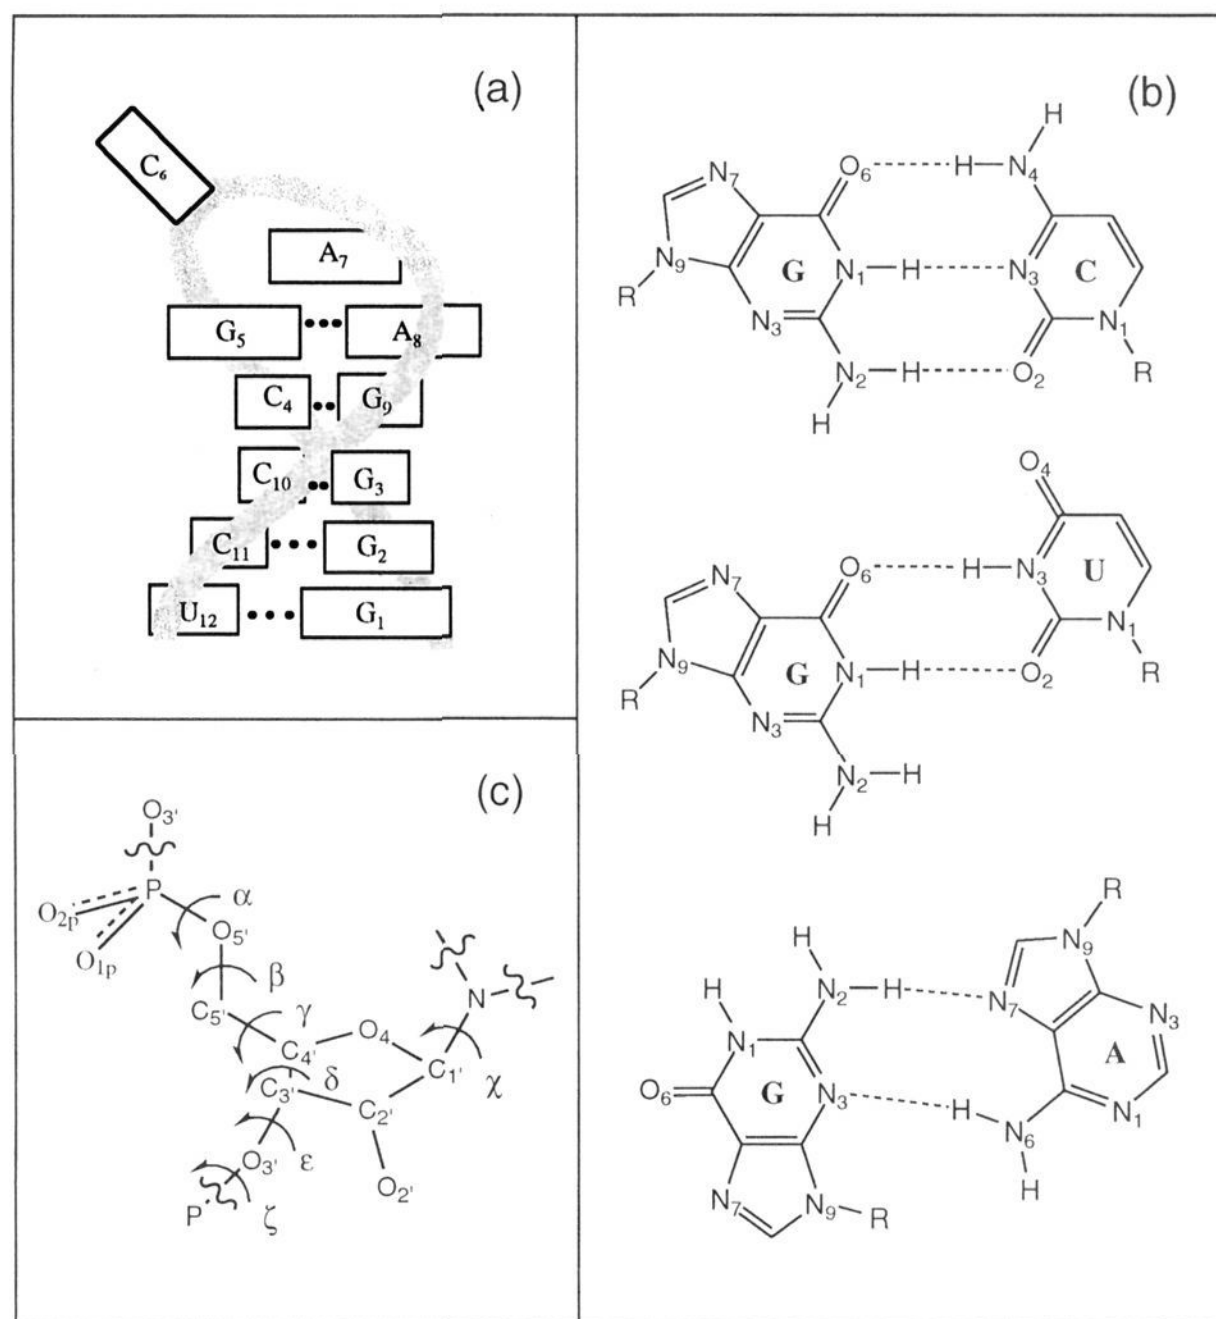 (a)
C6
A7
G5 A8
C4 G9
C10 G3
C11 G2
U12 G1
(b)
H
N7 O6 H N4
N9 G N1 H N3 C
R
N3 N1
N2 H O2 R
H
O4
N7 O6 H N3 U
N9 G N1 H O2 N1
R R
N3
N2 H
H
R
H N9
H N2 H N7 N3
N1 A
O6 G N3 H N1
N6
H
N7 N9 R
(c)
O3'
P α
O2p
O1p O5'
β N
C5' γ O4
C4' C1' χ
C3' δ
C2'
O3' ε
O2'
P ζ